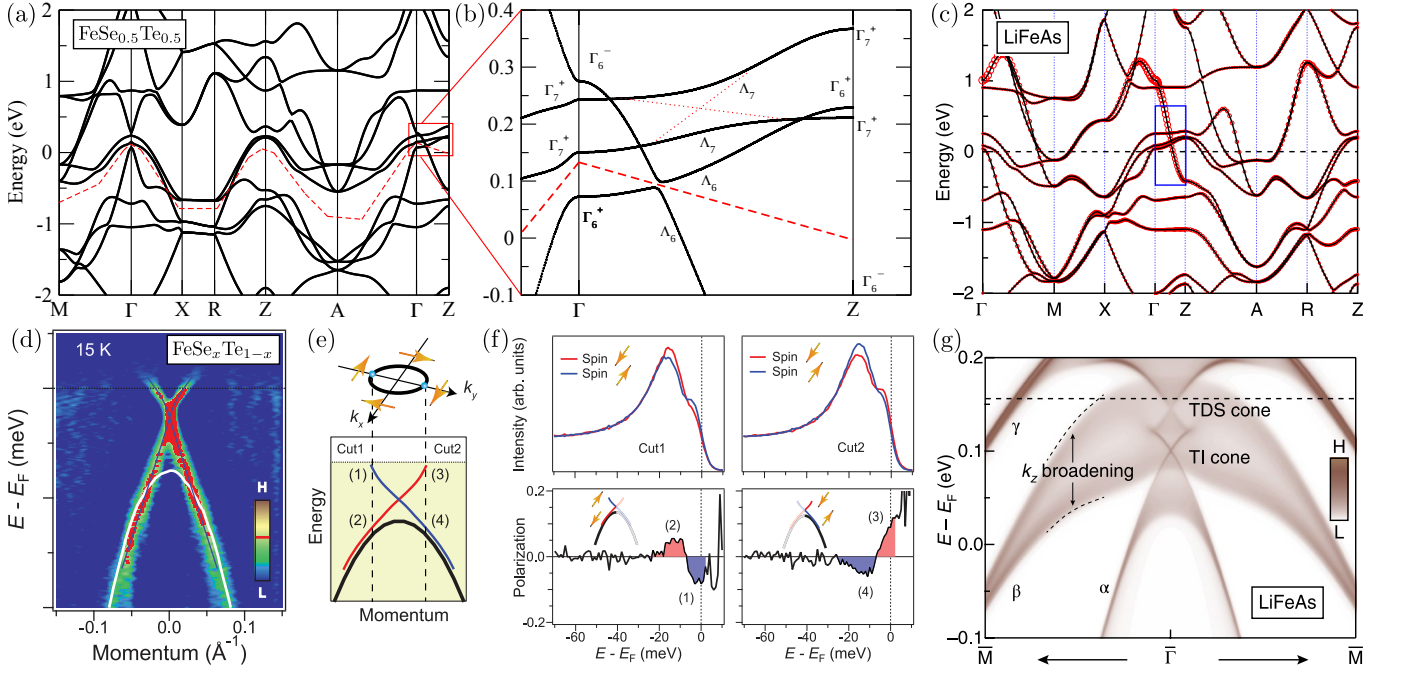 (a)
FeSe0.5Te0.5
Energy (eV)
2
1
0
-1
-2
M Γ X R Z A Γ Z
(b)
0.4
0.3
0.2
0.1
0
-0.1
Γ6−
Γ7+
Γ7+
Γ6+
Λ7
Λ7
Λ6
Λ6
Γ7+
Γ6+
Γ7+
Γ6−
Γ Z
(c)
LiFeAs
Energy (eV)
2
1
0
−1
−2
Γ M X Γ Z A R Z
(d)
15 K
FeSexTe1−x
E - EF (meV)
H
L
-0.1 0.0 0.1
Momentum (Å-1)
(e)
ky
kx
Cut1 Cut2
(1) (3)
(2) (4)
Energy
Momentum
(f)
Intensity (arb. units)
Spin
Spin
Cut1
Spin
Spin
Cut2
Polarization
0.2
0.0
-0.2
(2)
(1)
(3)
(4)
-60 -40 -20 0
E - EF (meV)
-60 -40 -20 0
E - EF (meV)
(g)
E − EF (eV)
0.2
0.1
0.0
−0.1
TDS cone
TI cone
kz broadening
γ
β
α
H
L
LiFeAs
M̅ Γ̅ M̅